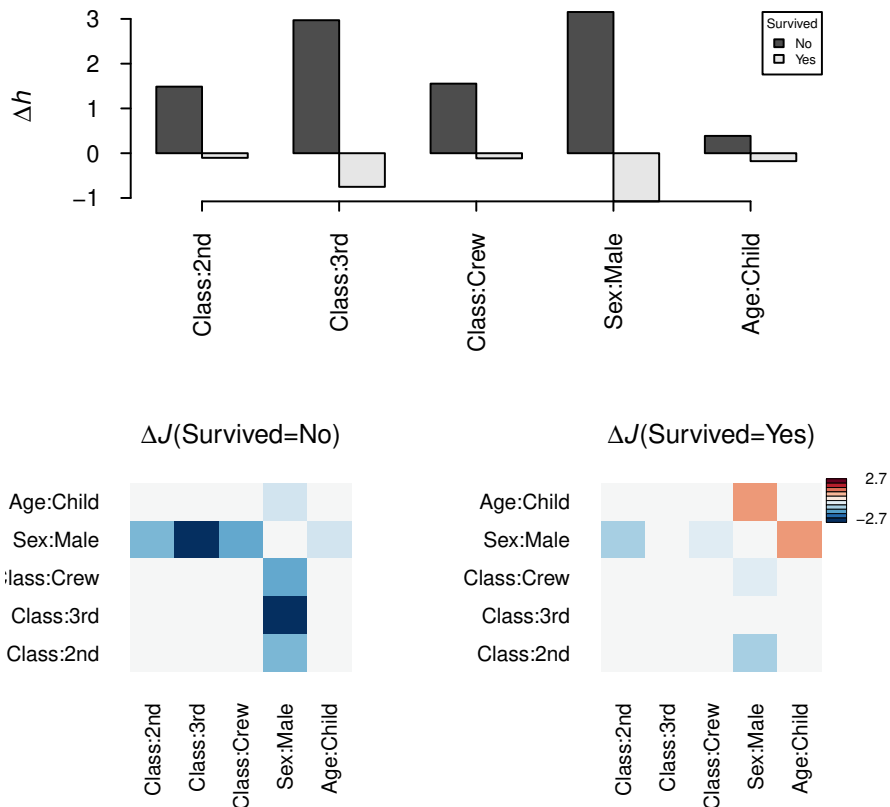 3
2
1
0
−1
Δh
Survived
No
Yes
Class:2nd
Class:3rd
Class:Crew
Sex:Male
Age:Child
ΔJ(Survived=No)
Age:Child
Sex:Male
Class:Crew
Class:3rd
Class:2nd
Class:2nd
Class:3rd
Class:Crew
Sex:Male
Age:Child
ΔJ(Survived=Yes)
2.7
−2.7
Age:Child
Sex:Male
Class:Crew
Class:3rd
Class:2nd
Class:2nd
Class:3rd
Class:Crew
Sex:Male
Age:Child